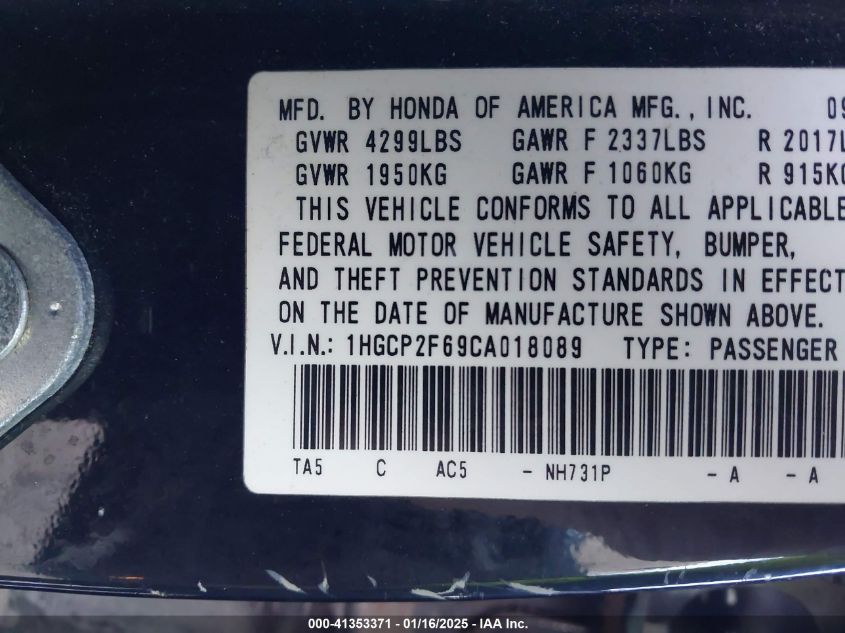 MFD. BY HONDA OF AMERICA MFG., INC. 09
GVWR 4299LBS GAWR F 2337LBS R 2017L
GVWR 1950KG GAWR F 1060KG R 915KG
THIS VEHICLE CONFORMS TO ALL APPLICABLE
FEDERAL MOTOR VEHICLE SAFETY, BUMPER,
AND THEFT PREVENTION STANDARDS IN EFFECT
ON THE DATE OF MANUFACTURE SHOWN ABOVE.
V.I.N.: 1HGCP2F69CA018089 TYPE: PASSENGER
TA5 C AC5 - NH731P - A - A
000-41353371 - 01/16/2025 - IAA Inc.